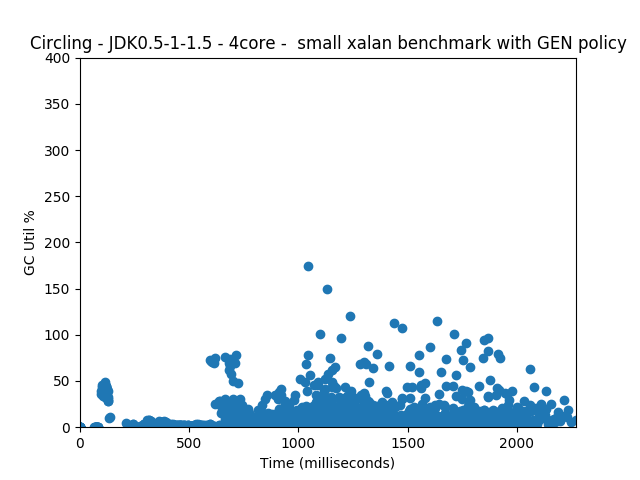 Circling - JDK0.5-1-1.5 - 4core -  small xalan benchmark with GEN policy
400
350
300
250
200
150
100
50
0
GC Util %
0 500 1000 1500 2000
Time (milliseconds)